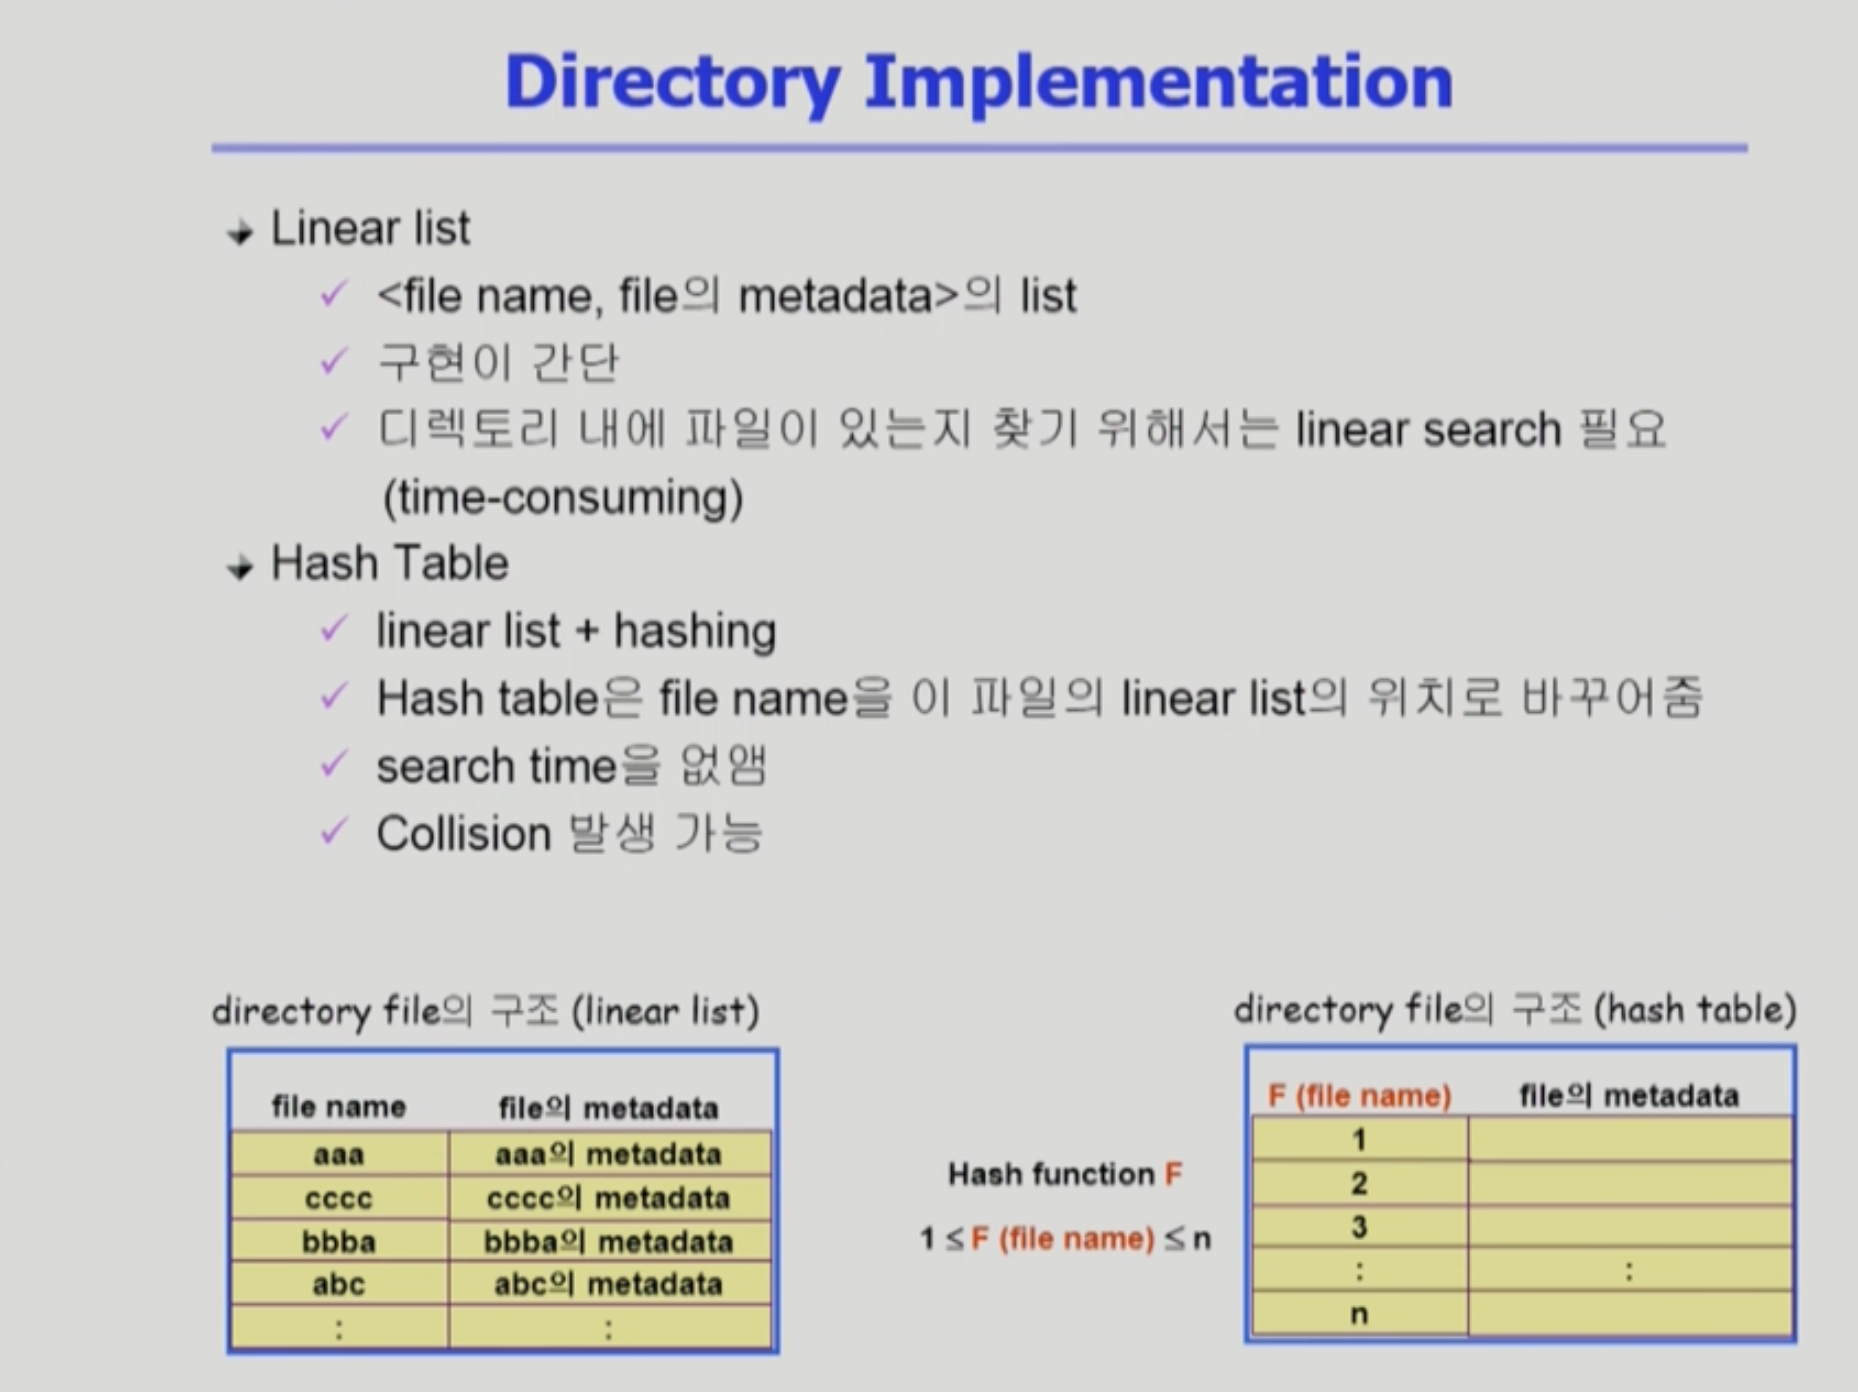 Directory Implementation
Linear list
<file name, file의 metadata>의 list
구현이 간단
디렉토리 내에 파일이 있는지 찾기 위해서는 linear search 필요
(time-consuming)
Hash Table
linear list + hashing
Hash table은 file name을 이 파일의 linear list의 위치로 바꾸어줌
search time을 없앰
Collision 발생 가능
directory file의 구조 (linear list)
file name file의 metadata
aaa aaa의 metadata
cccc cccc의 metadata
bbba bbba의 metadata
abc abc의 metadata
: :
Hash function F
1 ≤ F (file name) ≤ n
directory file의 구조 (hash table)
F (file name) file의 metadata
1
2
3
: :
n